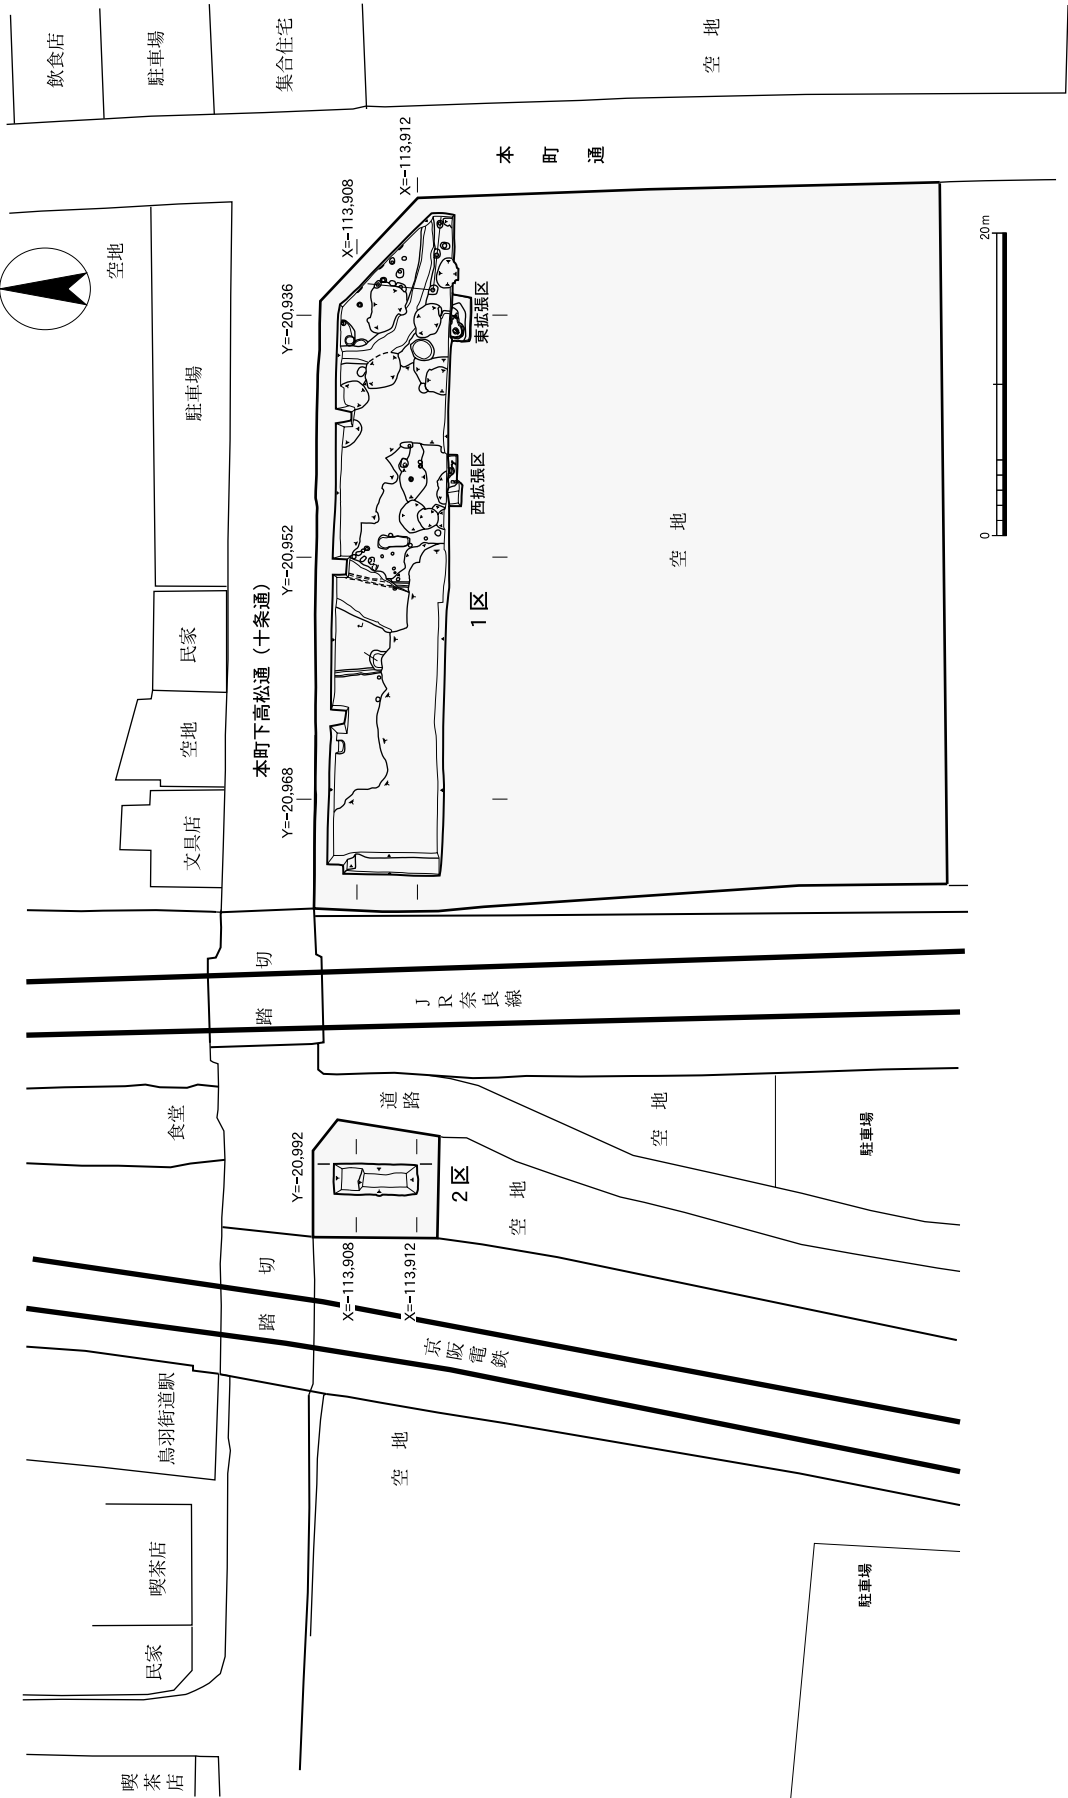 飲食店
駐車場
集合住宅
空地
本町通
X=-113,912
X=-113,908
空地
駐車場
Y=-20,936
東拡張区
20m
0
西拡張区
Y=-20,952
1区
空地
本町下高松通（十条通）
民家
空地
文具店
Y=-20,968
踏切
JR奈良線
食堂
道路
空地
駐車場
Y=-20,992
2区
空地
X=-113,908
X=-113,912
踏切
京阪電鉄
鳥羽街道駅
空地
喫茶店
民家
駐車場
喫茶店